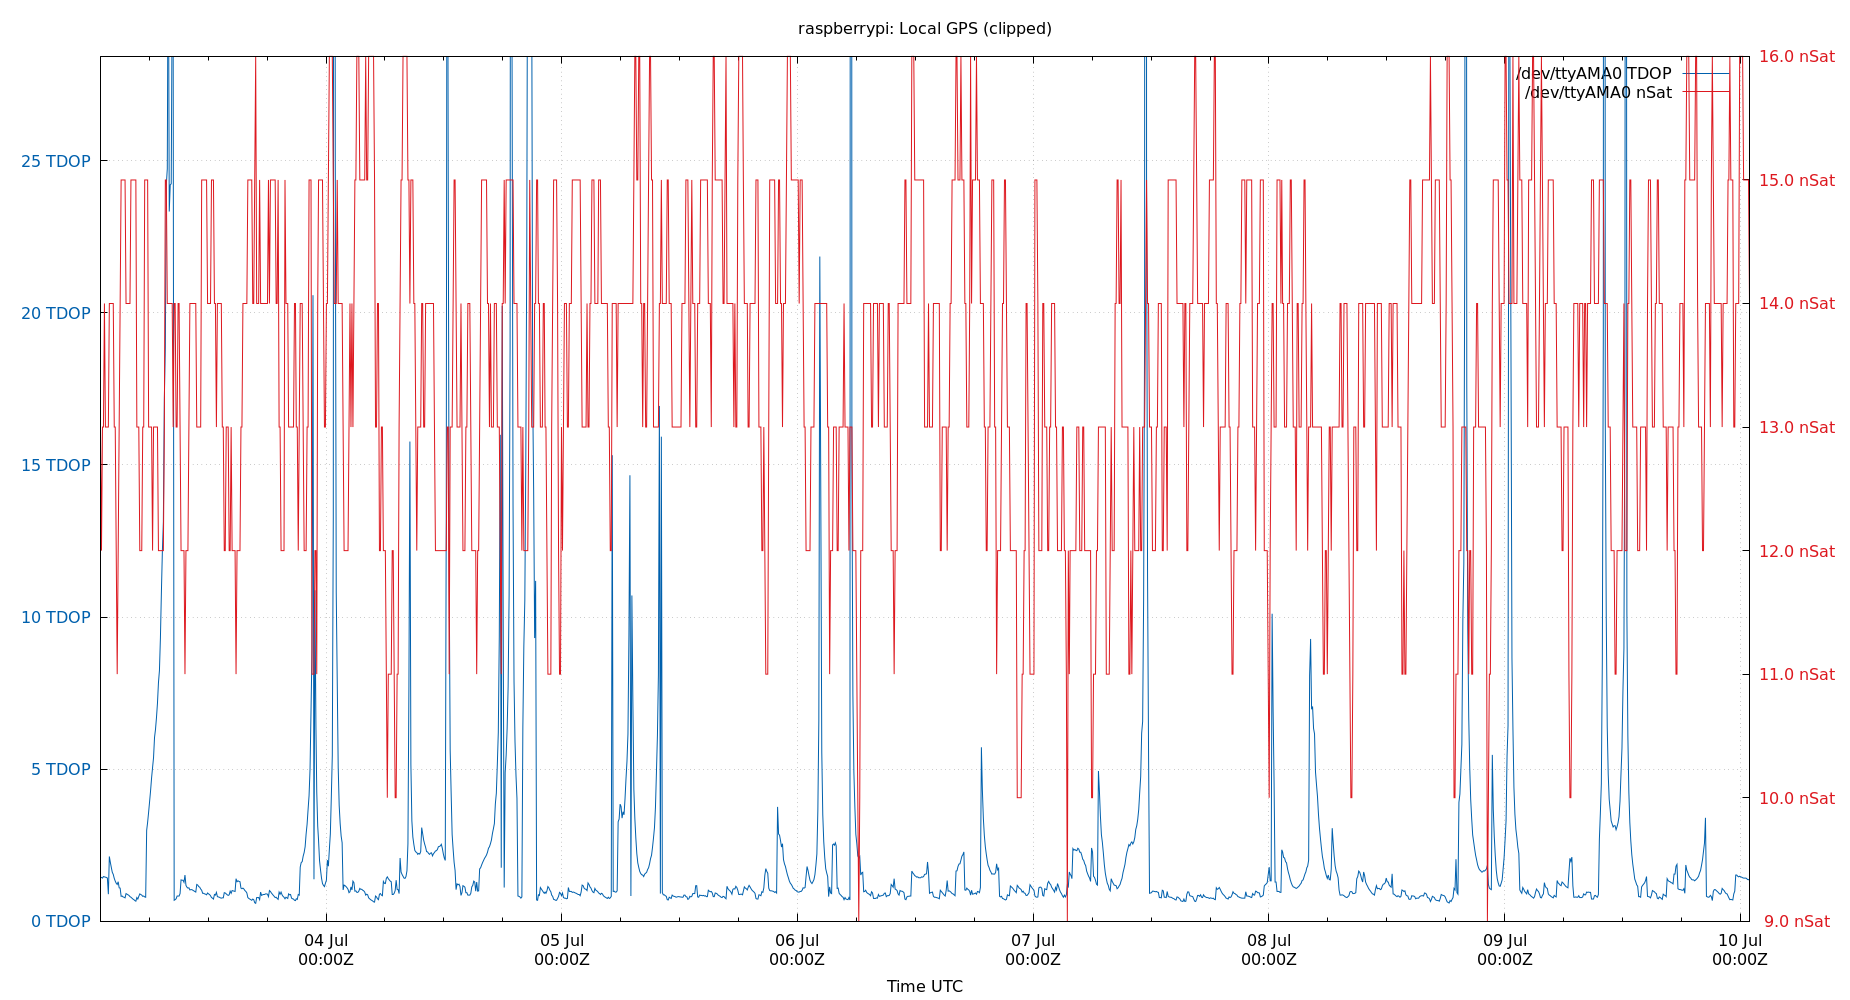 raspberrypi: Local GPS (clipped)
16.0 nSat
/dev/ttyAMA0 TDOP
/dev/ttyAMA0 nSat
25 TDOP
15.0 nSat
20 TDOP
14.0 nSat
13.0 nSat
15 TDOP
12.0 nSat
10 TDOP
11.0 nSat
5 TDOP
10.0 nSat
0 TDOP
9.0 nSat
04 Jul
00:00Z
05 Jul
00:00Z
06 Jul
00:00Z
07 Jul
00:00Z
08 Jul
00:00Z
09 Jul
00:00Z
10 Jul
00:00Z
Time UTC